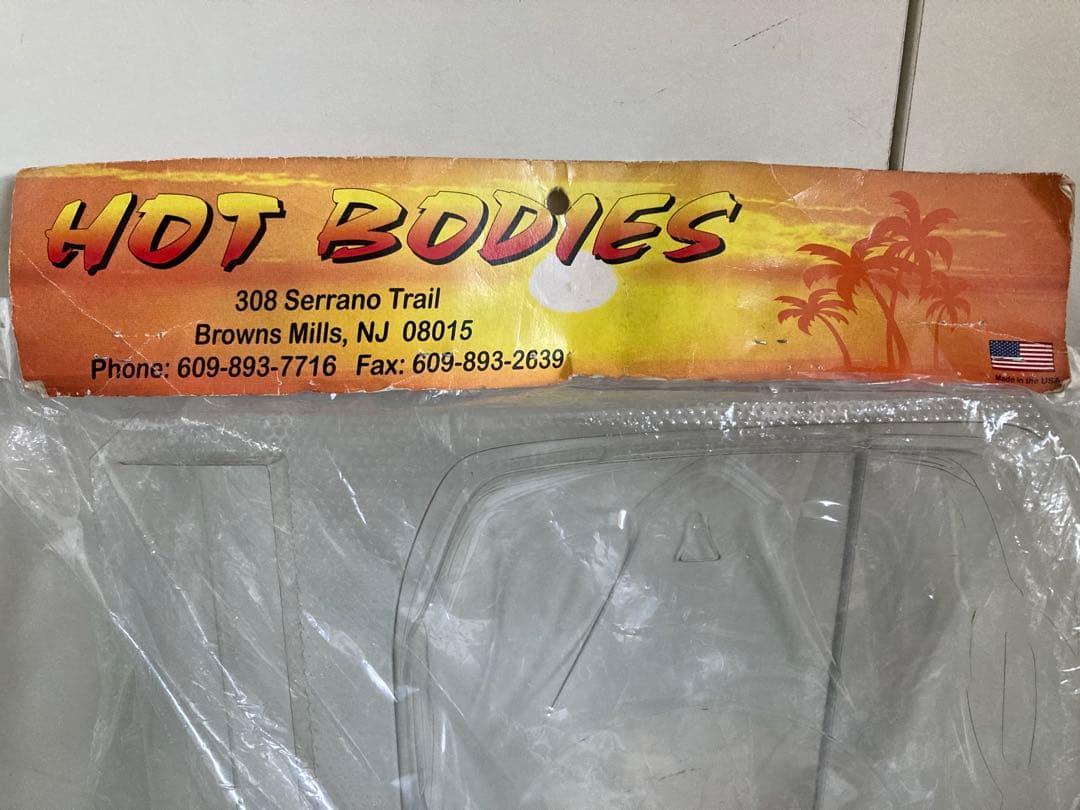 HOT BODIES
308 Serrano Trail
Browns Mills, NJ 08015
Phone: 609-893-7716 Fax: 609-893-2639
Made in the USA